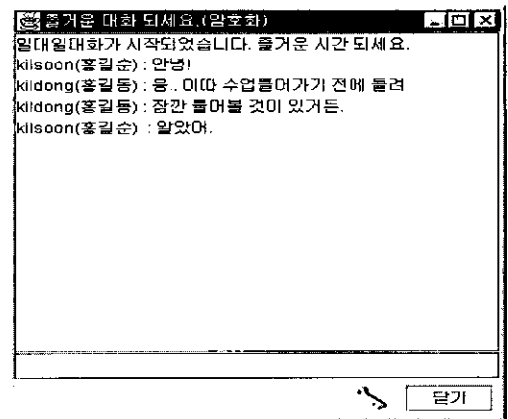 즐거운 대화 되세요.(암호화)
일대일대화가 시작되었습니다. 즐거운 시간 되세요.
kilsoon(홍길순) : 안녕!
kildong(홍길동) : 응.. 이따 수업들어가기 전에 들려
kildong(홍길동) : 잠깐 물어볼 것이 있거든.
kilsoon(홍길순) : 알았어.
닫기